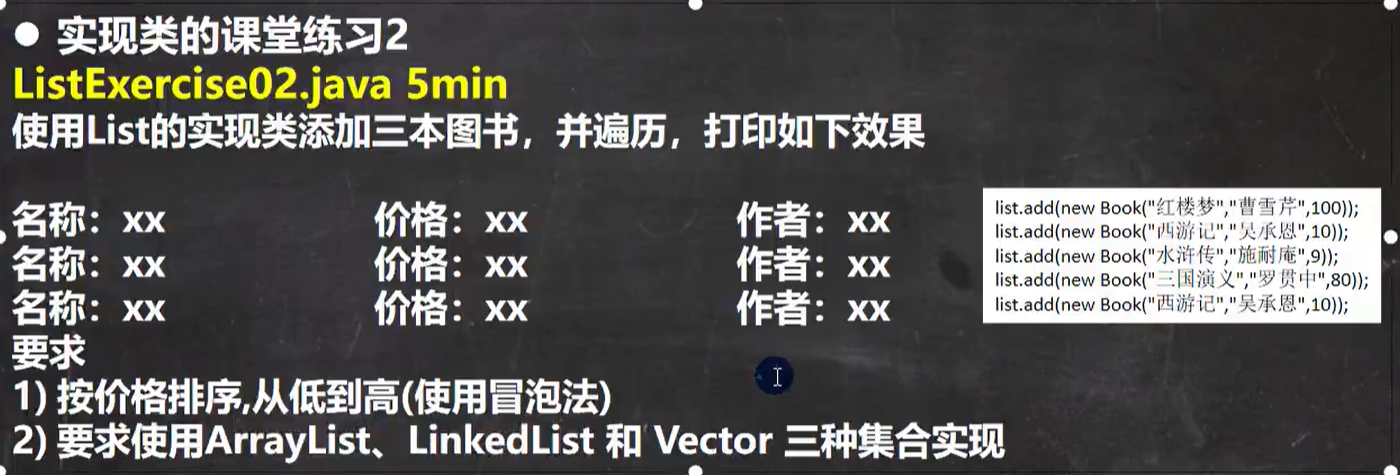 ● 实现类的课堂练习2
ListExercise02.java 5min
使用List的实现类添加三本图书，并遍历，打印如下效果
名称：xx 价格：xx 作者：xx
名称：xx 价格：xx 作者：xx
名称：xx 价格：xx 作者：xx
list.add(new Book("红楼梦","曹雪芹",100));
list.add(new Book("西游记","吴承恩",10));
list.add(new Book("水浒传","施耐庵",9));
list.add(new Book("三国演义","罗贯中",80));
list.add(new Book("西游记","吴承恩",10));
要求
1) 按价格排序,从低到高(使用冒泡法)
2) 要求使用ArrayList、LinkedList 和 Vector 三种集合实现